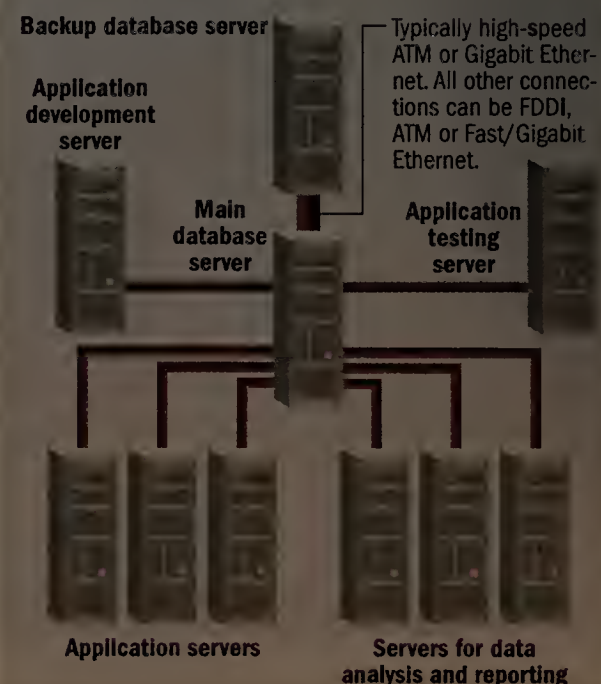 Backup database server
Typically high-speed
ATM or Gigabit Ether-
net. All other connec-
tions can be FDDI,
ATM or Fast/Gigabit
Ethernet.
Application
development
server
Main
database
server
Application
testing
server
Application servers
Servers for data
analysis and reporting